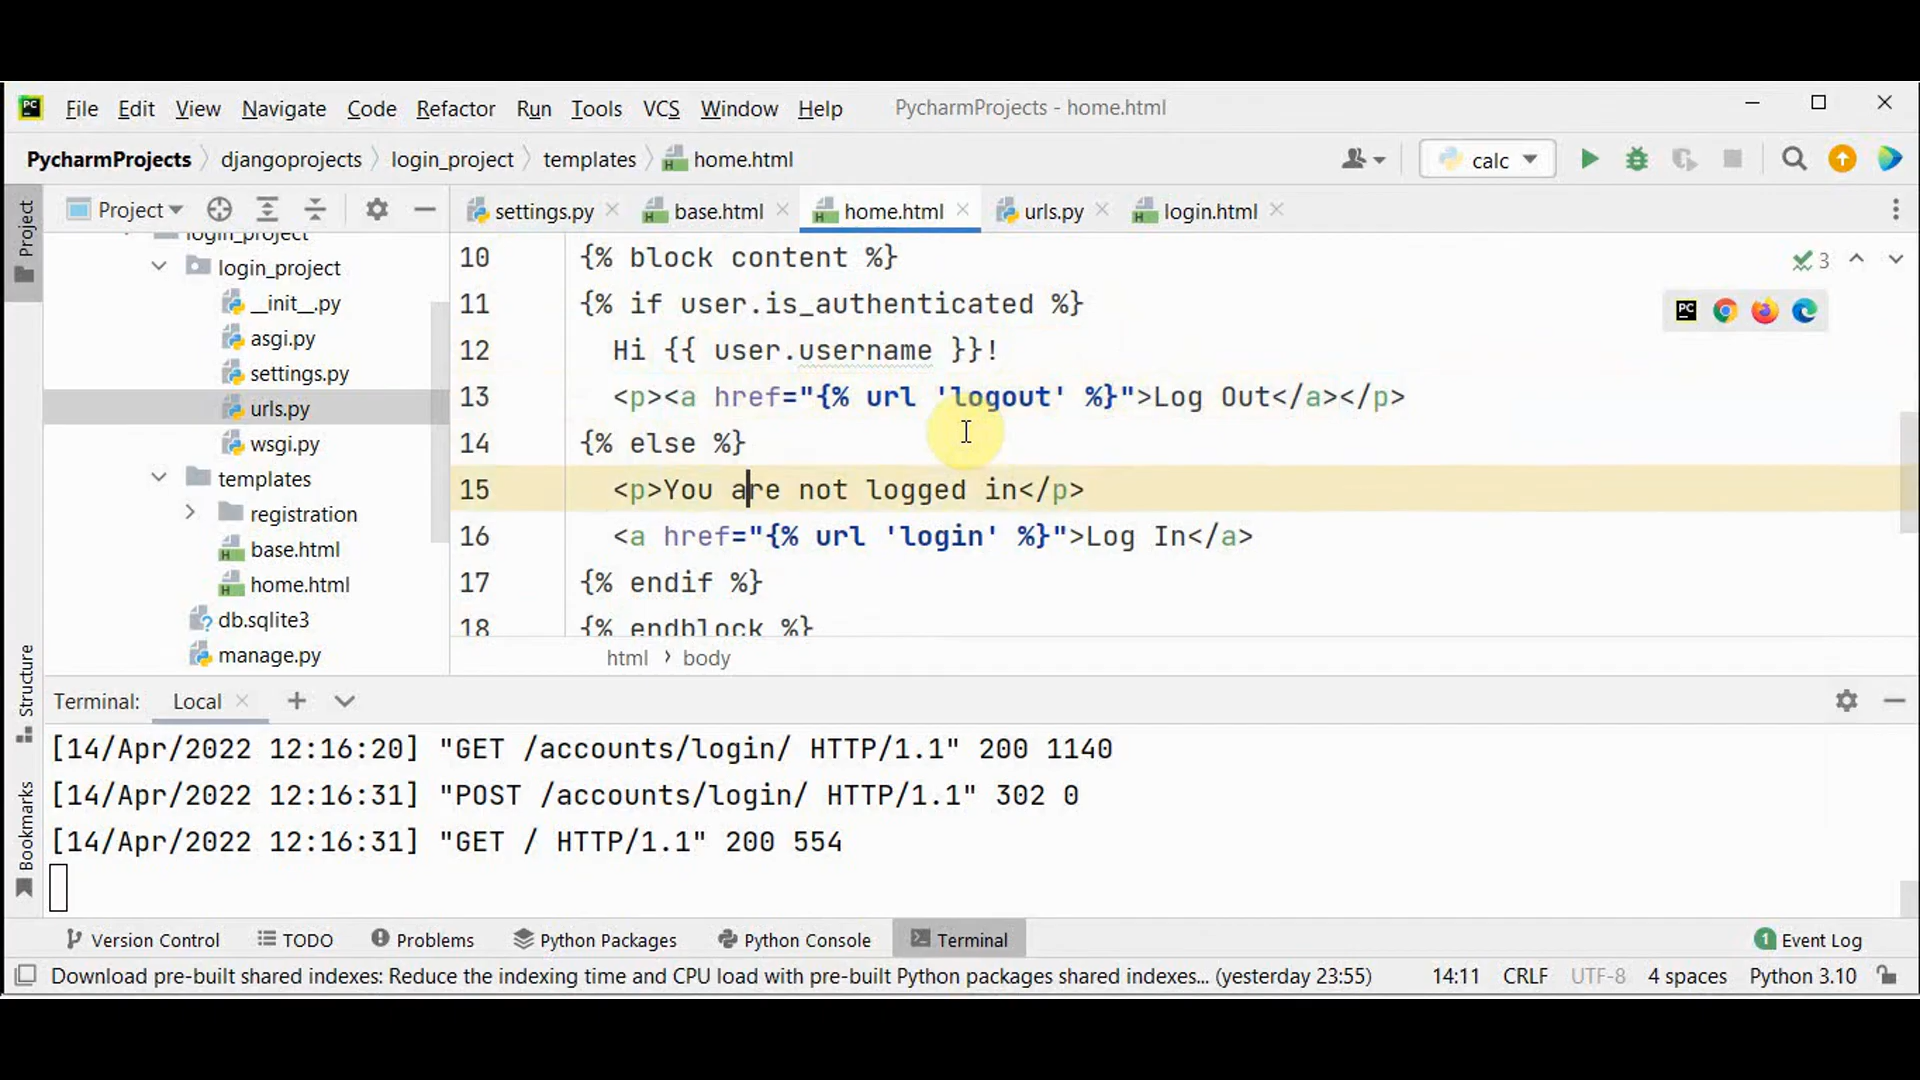 PC File Edit View Navigate Code Refactor Run Tools VCS Window Help PycharmProjects - home.html
PycharmProjects djangoprojects login_project templates home.html calc
Project settings.py base.html home.html urls.py login.html
Project
login_project
login_project
__init__.py
asgi.py
settings.py
urls.py
wsgi.py
templates
registration
base.html
home.html
db.sqlite3
manage.py
10 {% block content %}
3
11 {% if user.is_authenticated %}
PC
12 Hi {{ user.username }}!
13 <p><a href="{% url 'logout' %}">Log Out</a></p>
14 {% else %}
15 <p>You are not logged in</p>
16 <a href="{% url 'login' %}">Log In</a>
17 {% endif %}
18 {% endblock %}
html › body
Structure
Bookmarks
Terminal: Local
[14/Apr/2022 12:16:20] "GET /accounts/login/ HTTP/1.1" 200 1140
[14/Apr/2022 12:16:31] "POST /accounts/login/ HTTP/1.1" 302 0
[14/Apr/2022 12:16:31] "GET / HTTP/1.1" 200 554
Version Control TODO Problems Python Packages Python Console Terminal 1 Event Log
Download pre-built shared indexes: Reduce the indexing time and CPU load with pre-built Python packages shared indexes... (yesterday 23:55) 14:11 CRLF UTF-8 4 spaces Python 3.10